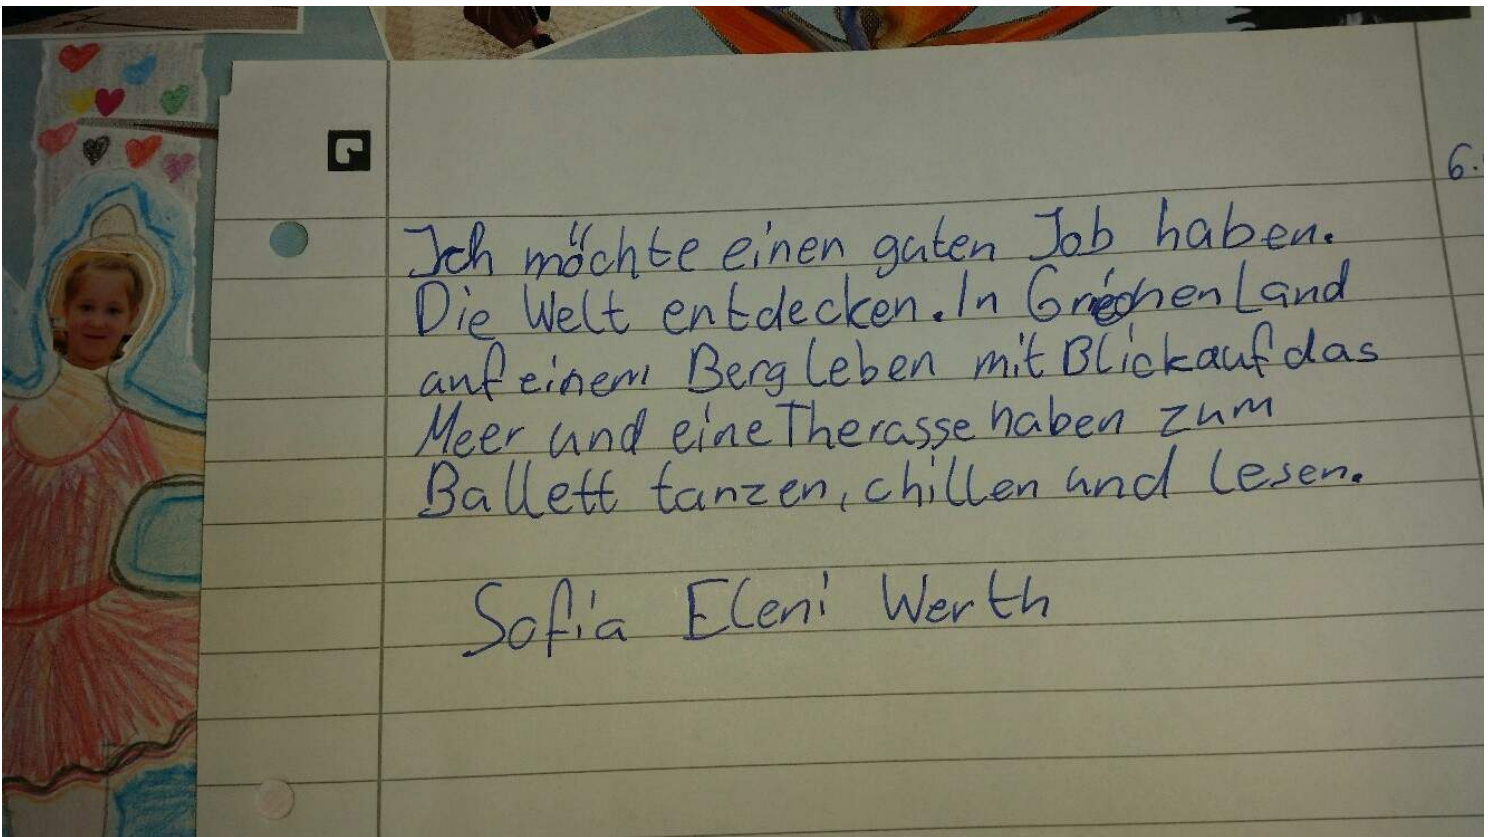 6.
Ich möchte einen guten Job haben.
Die Welt entdecken. In Griechenland
auf einem Berg leben mit Blick auf das
Meer und eine Therasse haben zum
Ballett tanzen, chillen und lesen.
Sofia Eleni Werth